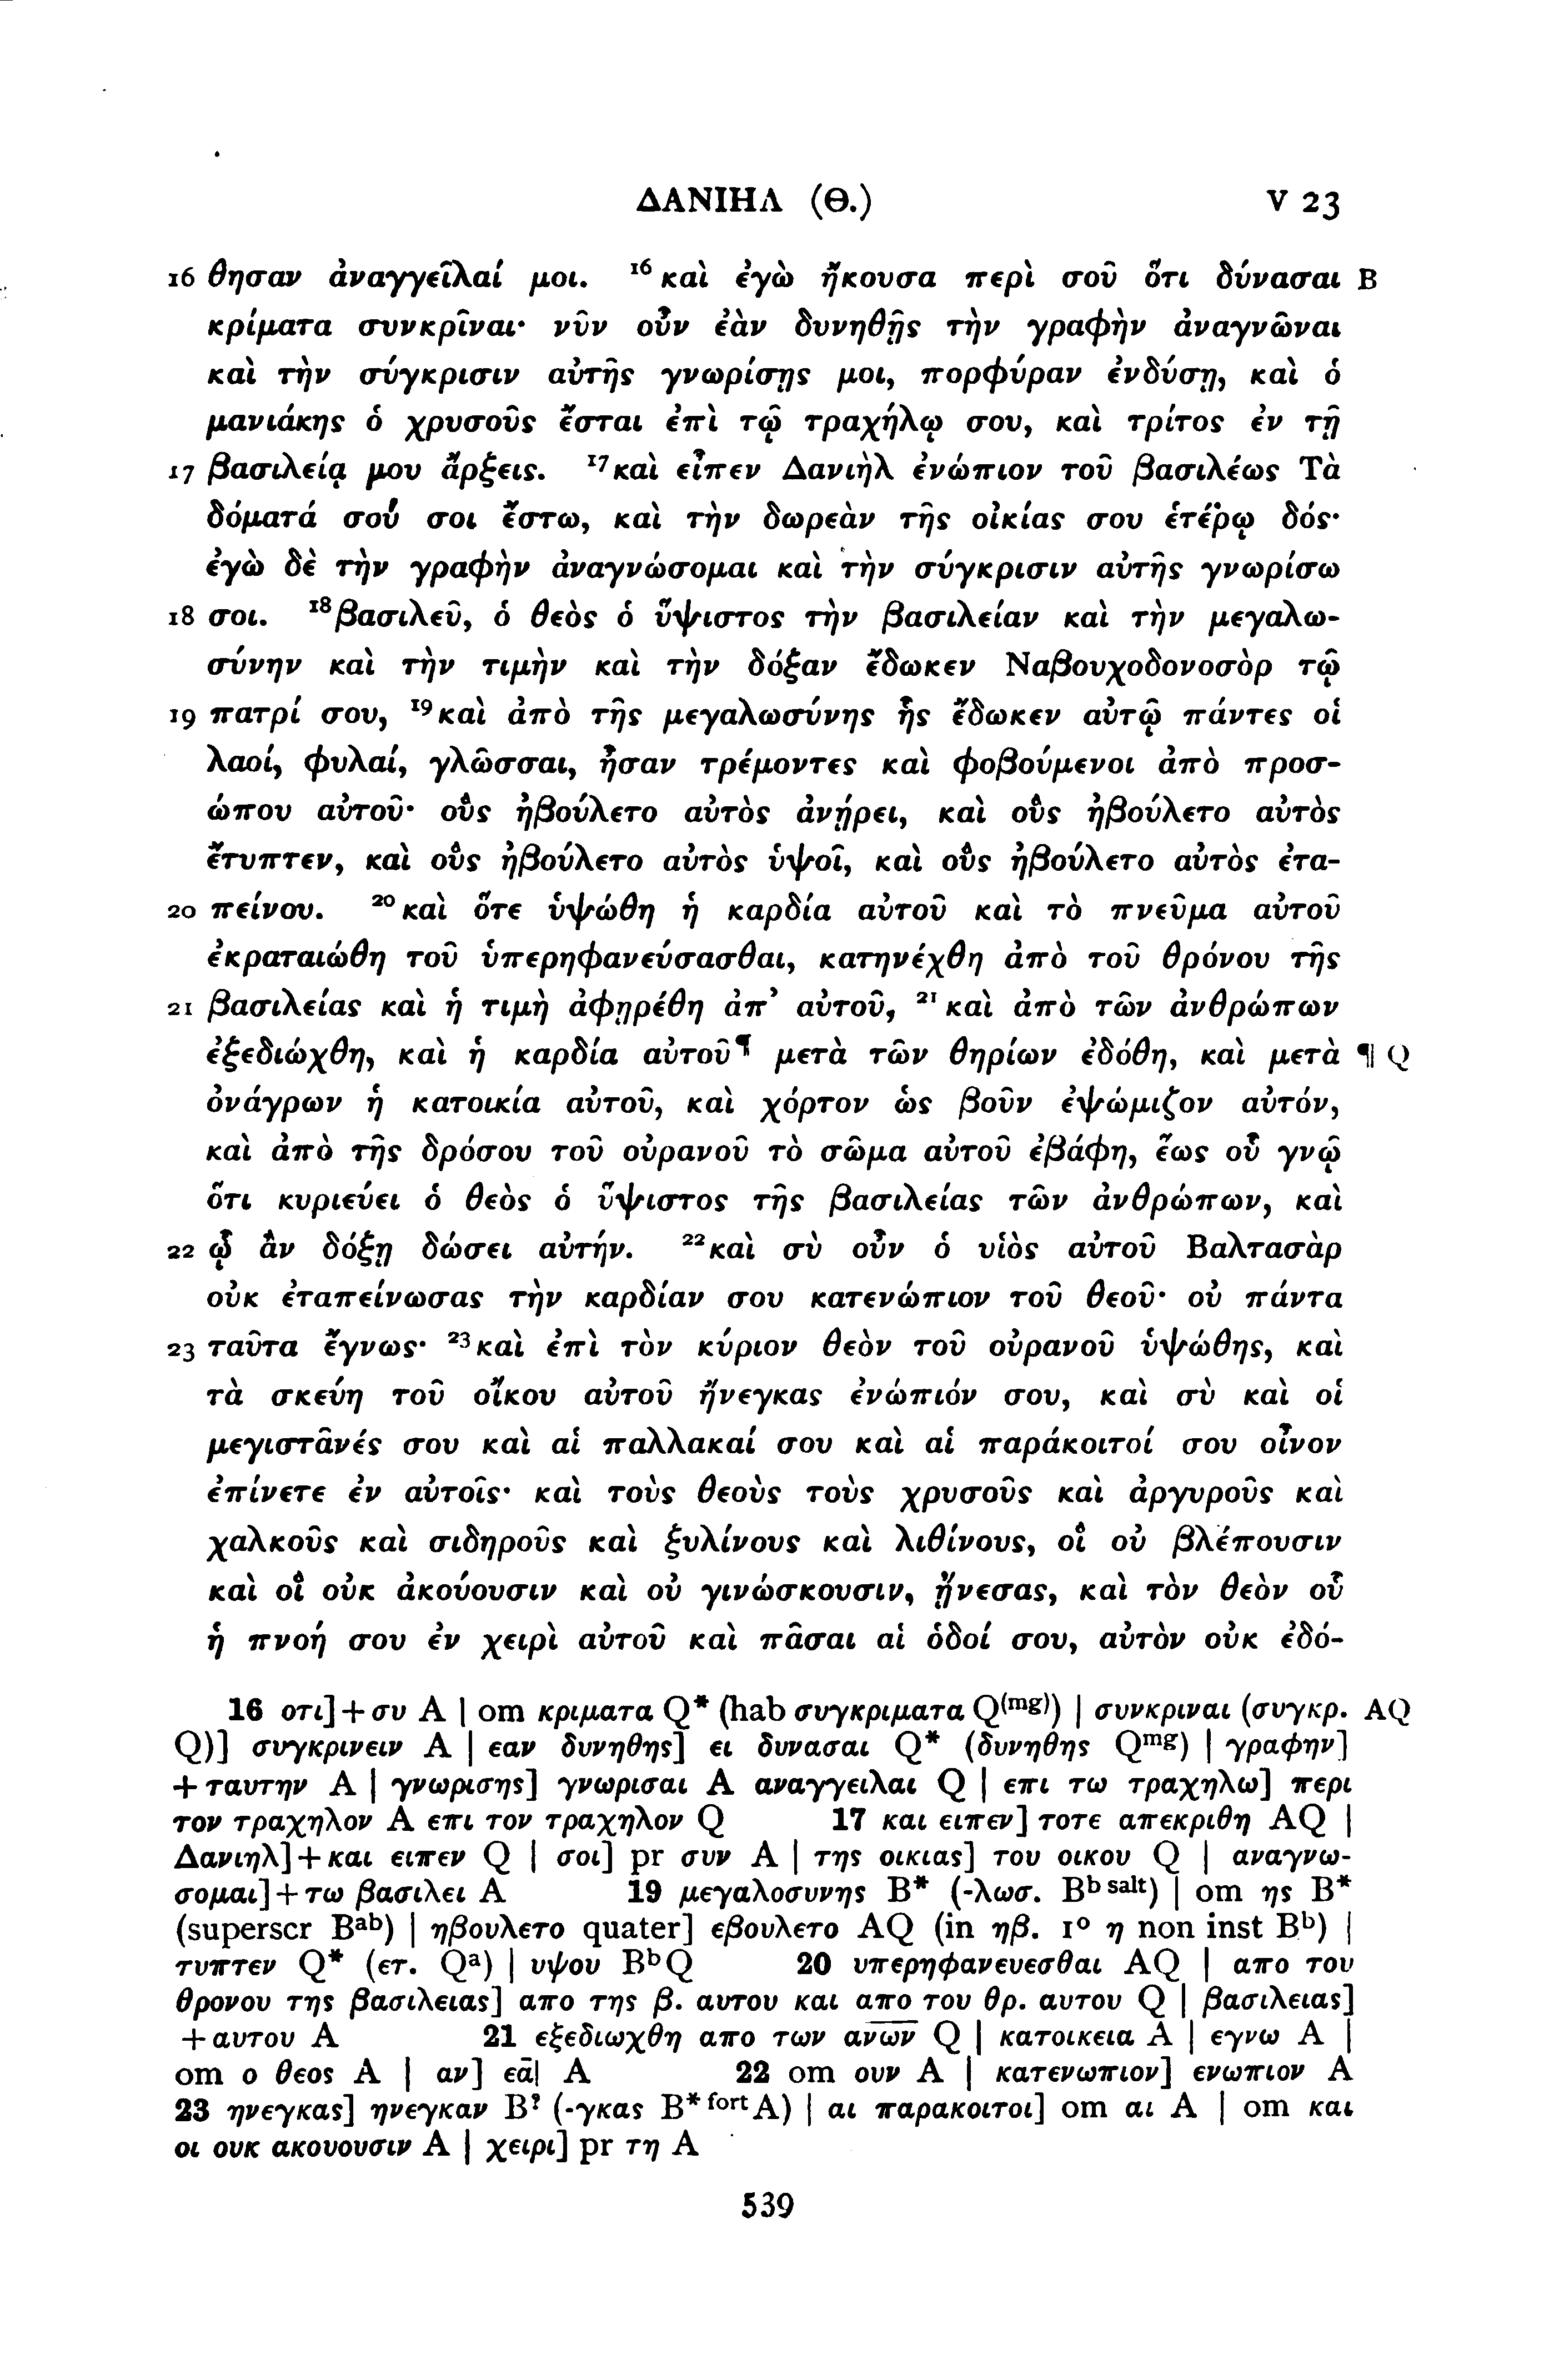 ΔΑΝΙΗΛ (Θ.) V 23
16 θησαν ἀναγγεῖλαί μοι. ¹⁶καὶ ἐγὼ ἤκουσα περὶ σοῦ ὅτι δύνασαι B
κρίματα συνκρῖναι· νῦν οὖν ἐὰν δυνηθῇς τὴν γραφὴν ἀναγνῶναι
καὶ τὴν σύγκρισιν αὐτῆς γνωρίσῃς μοι, πορφύραν ἐνδύσῃ, καὶ ὁ
μανιάκης ὁ χρυσοῦς ἔσται ἐπὶ τῷ τραχήλῳ σου, καὶ τρίτος ἐν τῇ
17 βασιλείᾳ μου ἄρξεις. ¹⁷καὶ εἶπεν Δανιὴλ ἐνώπιον τοῦ βασιλέως Τὰ
δόματά σού σοι ἔστω, καὶ τὴν δωρεὰν τῆς οἰκίας σου ἑτέρῳ δός·
ἐγὼ δὲ τὴν γραφὴν ἀναγνώσομαι καὶ τὴν σύγκρισιν αὐτῆς γνωρίσω
18 σοι. ¹⁸βασιλεῦ, ὁ θεὸς ὁ ὕψιστος τὴν βασιλείαν καὶ τὴν μεγαλω-
σύνην καὶ τὴν τιμὴν καὶ τὴν δόξαν ἔδωκεν Ναβουχοδονοσὸρ τῷ
19 πατρί σου, ¹⁹καὶ ἀπὸ τῆς μεγαλωσύνης ἧς ἔδωκεν αὐτῷ πάντες οἱ
λαοί, φυλαί, γλῶσσαι, ἦσαν τρέμοντες καὶ φοβούμενοι ἀπὸ προσ-
ώπου αὐτοῦ· οὓς ἠβούλετο αὐτὸς ἀνῄρει, καὶ οὓς ἠβούλετο αὐτὸς
ἔτυπτεν, καὶ οὓς ἠβούλετο αὐτὸς ὑψοῖ, καὶ οὓς ἠβούλετο αὐτὸς ἐτα-
20 πείνου. ²⁰καὶ ὅτε ὑψώθη ἡ καρδία αὐτοῦ καὶ τὸ πνεῦμα αὐτοῦ
ἐκραταιώθη τοῦ ὑπερηφανεύσασθαι, κατηνέχθη ἀπὸ τοῦ θρόνου τῆς
21 βασιλείας καὶ ἡ τιμὴ ἀφῃρέθη ἀπ’ αὐτοῦ, ²¹καὶ ἀπὸ τῶν ἀνθρώπων
ἐξεδιώχθη, καὶ ἡ καρδία αὐτοῦ¶ μετὰ τῶν θηρίων ἐδόθη, καὶ μετὰ ¶ Q
ὀνάγρων ἡ κατοικία αὐτοῦ, καὶ χόρτον ὡς βοῦν ἐψώμιζον αὐτόν,
καὶ ἀπὸ τῆς δρόσου τοῦ οὐρανοῦ τὸ σῶμα αὐτοῦ ἐβάφη, ἕως οὗ γνῷ
ὅτι κυριεύει ὁ θεὸς ὁ ὕψιστος τῆς βασιλείας τῶν ἀνθρώπων, καὶ
22 ᾧ ἂν δόξῃ δώσει αὐτήν. ²²καὶ σὺ οὖν ὁ υἱὸς αὐτοῦ Βαλτασὰρ
οὐκ ἐταπείνωσας τὴν καρδίαν σου κατενώπιον τοῦ θεοῦ· οὐ πάντα
23 ταῦτα ἔγνως· ²³καὶ ἐπὶ τὸν κύριον θεὸν τοῦ οὐρανοῦ ὑψώθης, καὶ
τὰ σκεύη τοῦ οἴκου αὐτοῦ ἤνεγκας ἐνώπιόν σου, καὶ σὺ καὶ οἱ
μεγιστᾶνές σου καὶ αἱ παλλακαί σου καὶ αἱ παράκοιτοί σου οἶνον
ἐπίνετε ἐν αὐτοῖς· καὶ τοὺς θεοὺς τοὺς χρυσοῦς καὶ ἀργυροῦς καὶ
χαλκοῦς καὶ σιδηροῦς καὶ ξυλίνους καὶ λιθίνους, οἳ οὐ βλέπουσιν
καὶ οἳ οὐκ ἀκούουσιν καὶ οὐ γινώσκουσιν, ᾔνεσας, καὶ τὸν θεὸν οὗ
ἡ πνοή σου ἐν χειρὶ αὐτοῦ καὶ πᾶσαι αἱ ὁδοί σου, αὐτὸν οὐκ ἐδό-
16 οτι]+συ A | om κριματα Q* (hab συγκριματα Q⁽ᵐᵍ⁾) | συνκριναι (συγκρ. AQ
Q)] συγκρινειν A | εαν δυνηθης] ει δυνασαι Q* (δυνηθης Qᵐᵍ) | γραφην]
+ταυτην A | γνωρισης] γνωρισαι A αναγγειλαι Q | επι τω τραχηλω] περι
τον τραχηλον A επι τον τραχηλον Q 17 και ειπεν] τοτε απεκριθη AQ |
Δανιηλ]+και ειπεν Q | σοι] pr συν A | της οικιας] του οικου Q | αναγνω-
σομαι]+τω βασιλει A 19 μεγαλοσυνης B* (-λωσ. Bᵇ ˢᵃˡᵗ) | om ης B*
(superscr Bᵃᵇ) | ηβουλετο quater] εβουλετο AQ (in ηβ. 1° η non inst Bᵇ) |
τυπτεν Q* (ετ. Qᵃ) | υψου BᵇQ 20 υπερηφανευεσθαι AQ | απο του
θρονου της βασιλειας] απο της β. αυτου και απο του θρ. αυτου Q | βασιλειας]
+αυτου A 21 εξεδιωχθη απο των α̅ν̅ω̅ν̅ Q | κατοικεια A | εγνω A |
om ο θεος A | αν] εα̅| A 22 om ουν A | κατενωπιον] ενωπιον A
23 ηνεγκας] ηνεγκαν B? (-γκας B* ᶠᵒʳᵗ A) | αι παρακοιτοι] om αι A | om και
οι ουκ ακουουσιν A | χειρι] pr τη A
539